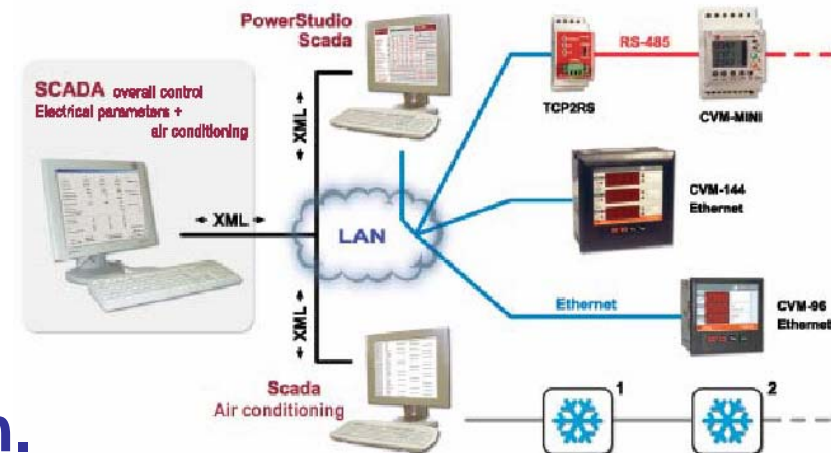 PowerStudio
Scada
SCADA overall control
Electrical parameters +
air conditioning
XML
XML
XML
LAN
RS-485
TCP2RS
CVM-MINI
CVM-144
Ethernet
Ethernet
CVM-96
Ethernet
Scada
Air conditioning
1
2